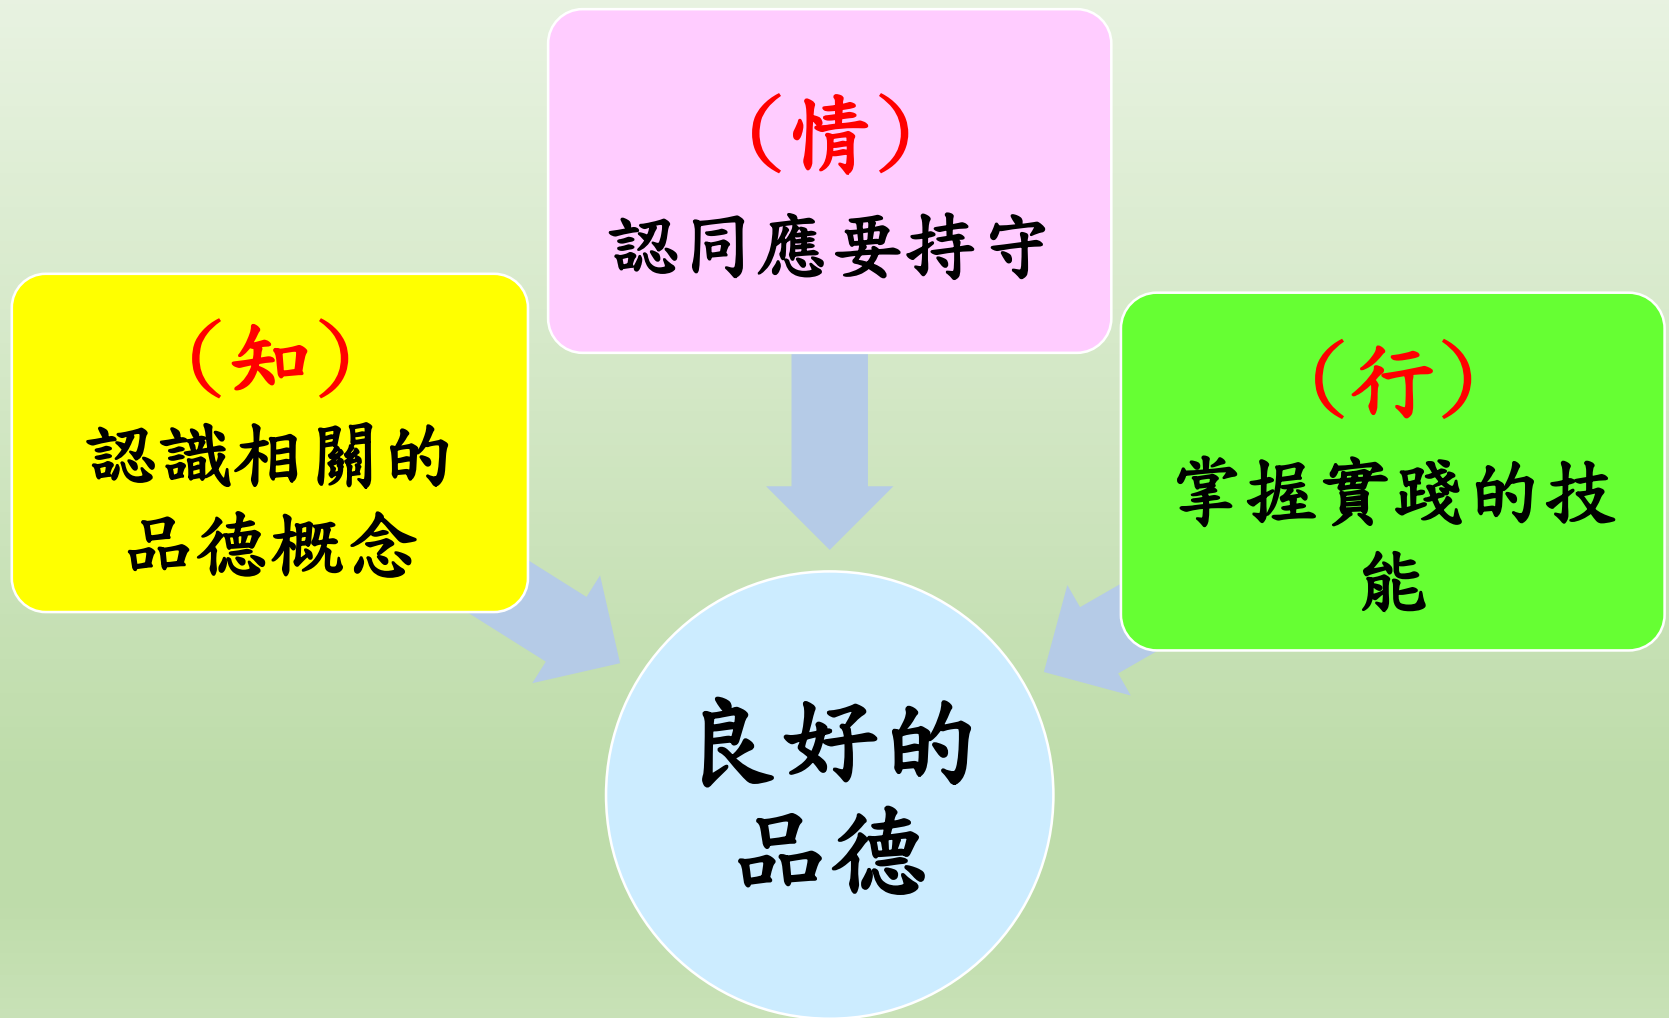 （情）
認同應要持守
（知）
認識相關的
品德概念
（行）
掌握實踐的技
能
良好的
品德